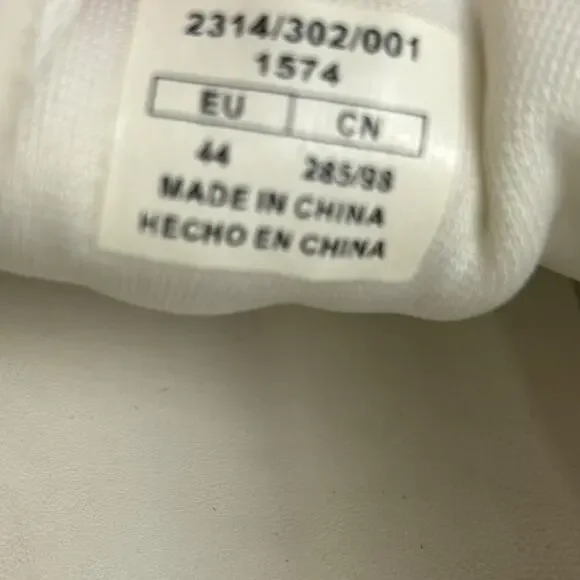 2314/302/001
1574
EU CN
44 285/98
MADE IN CHINA
HECHO EN CHINA